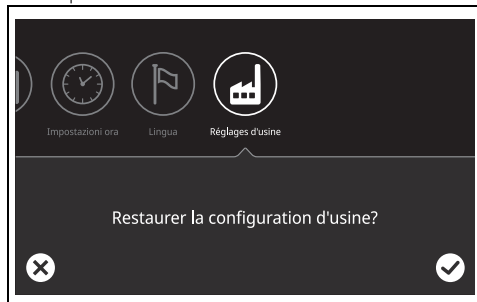 Impostazioni ora
Lingua
Réglages d'usine
Restaurer la configuration d'usine?